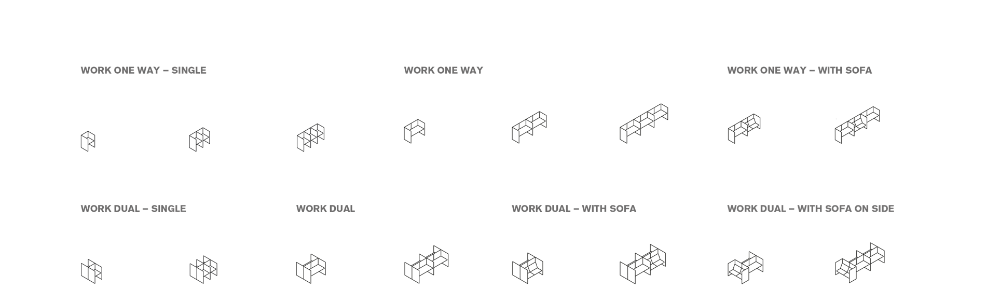 WORK ONE WAY – SINGLE
WORK ONE WAY
WORK ONE WAY – WITH SOFA
WORK DUAL – SINGLE
WORK DUAL
WORK DUAL – WITH SOFA
WORK DUAL – WITH SOFA ON SIDE